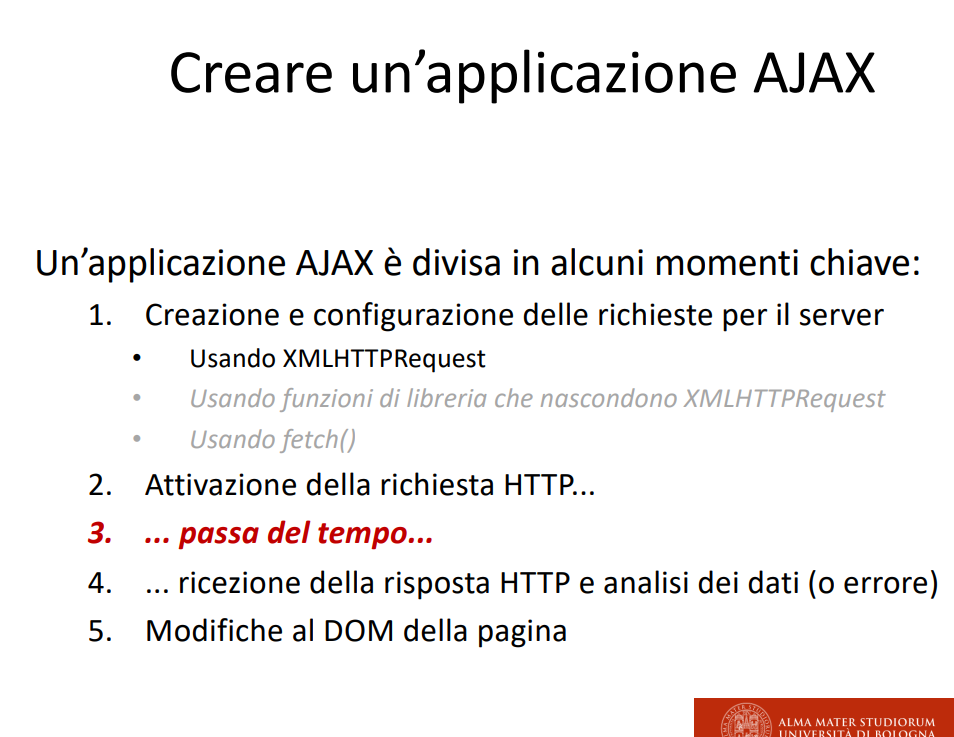 Creare un’applicazione AJAX
Un’applicazione AJAX è divisa in alcuni momenti chiave:
1. Creazione e configurazione delle richieste per il server
• Usando XMLHTTPRequest
• Usando funzioni di libreria che nascondono XMLHTTPRequest
• Usando fetch()
2. Attivazione della richiesta HTTP...
3. ... passa del tempo...
4. ... ricezione della risposta HTTP e analisi dei dati (o errore)
5. Modifiche al DOM della pagina
ALMA MATER STUDIORUM
UNIVERSITÀ DI BOLOGNA